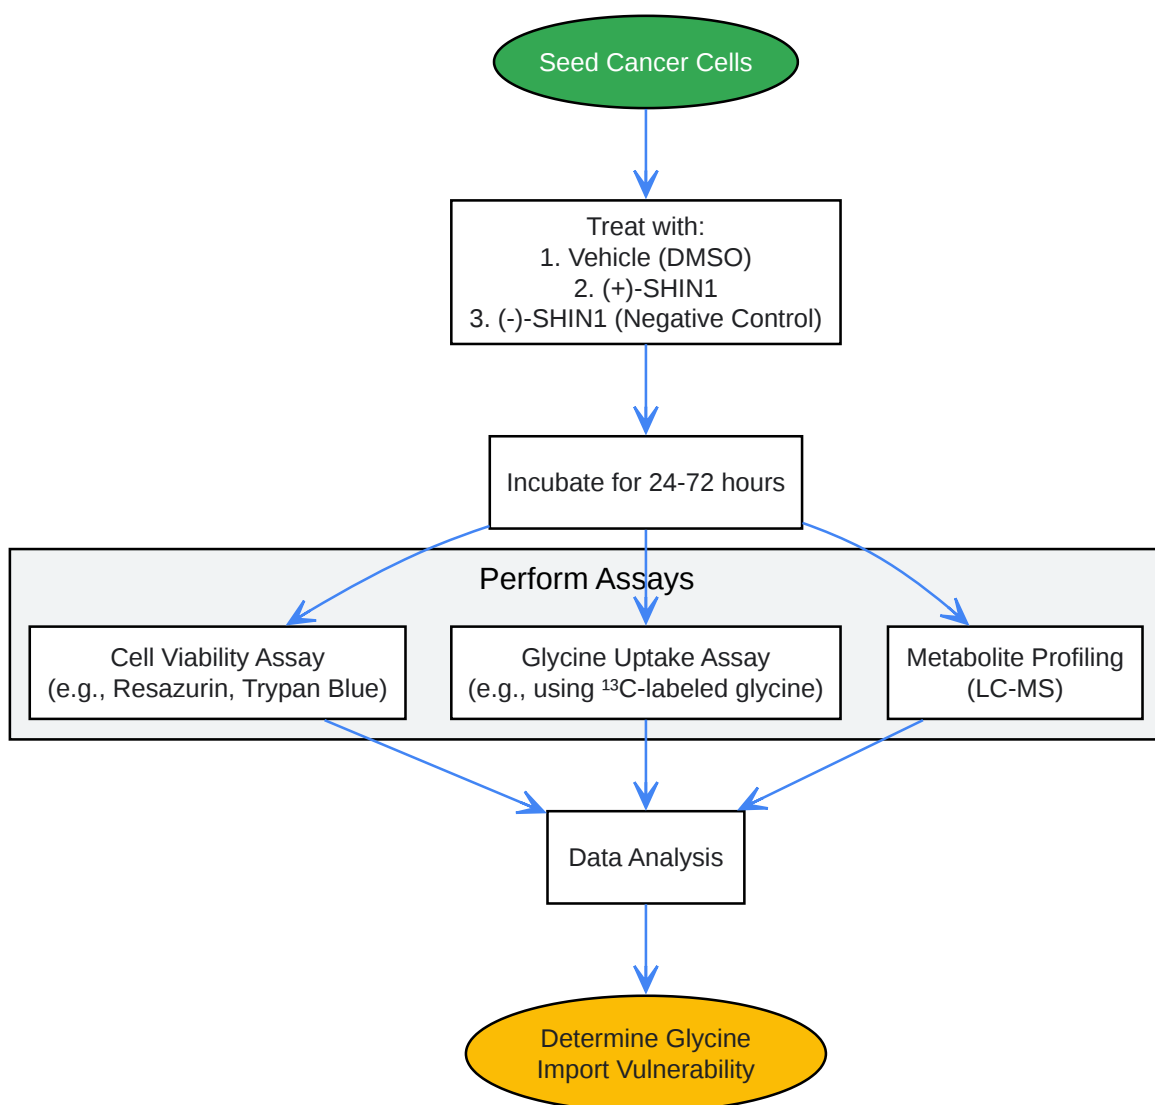 Seed Cancer Cells
Treat with:
1. Vehicle (DMSO)
2. (+)-SHIN1
3. (-)-SHIN1 (Negative Control)
Incubate for 24-72 hours
Perform Assays
Cell Viability Assay
(e.g., Resazurin, Trypan Blue)
Glycine Uptake Assay
(e.g., using ¹³C-labeled glycine)
Metabolite Profiling
(LC-MS)
Data Analysis
Determine Glycine
Import Vulnerability